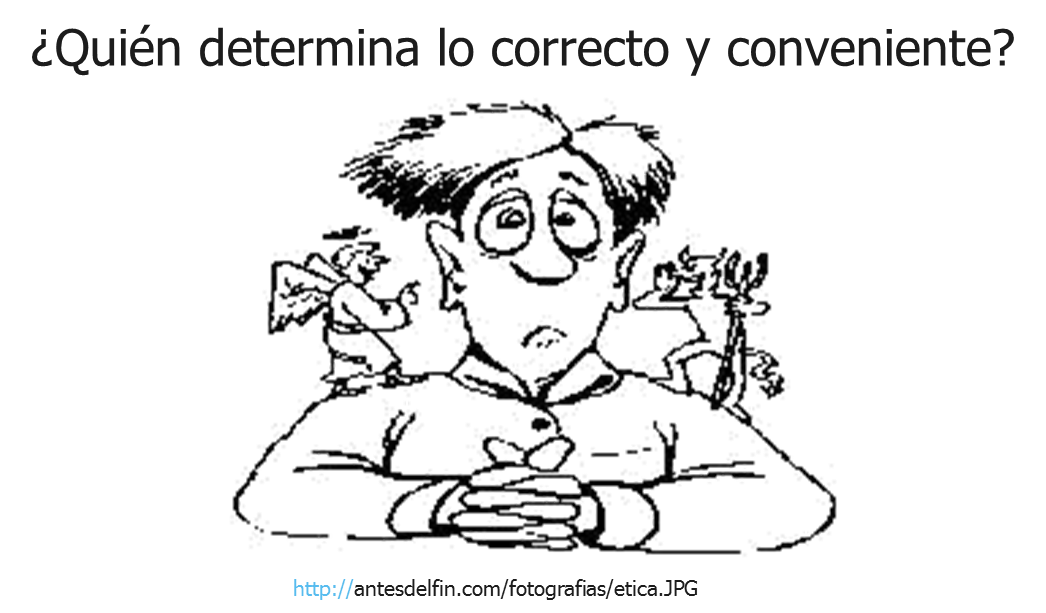 ¿Quién determina lo correcto y conveniente?
http://antesdelfin.com/fotografias/etica.JPG